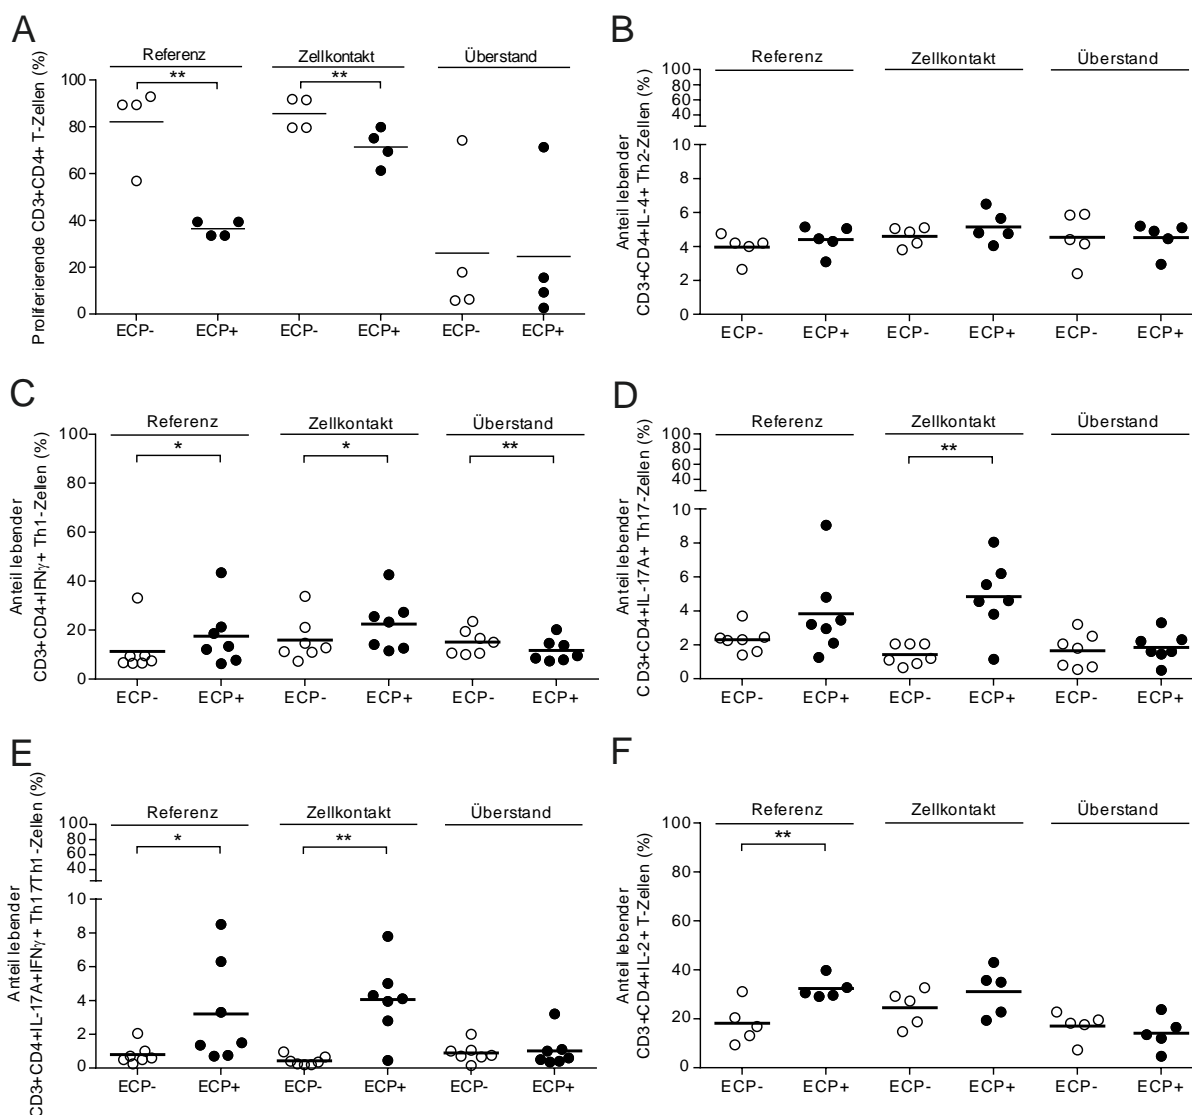 A
Referenz
Zellkontakt
Überstand
Proliferierende CD3+CD4+ T-Zellen (%)
100
80
60
40
20
0
**
**
ECP-
ECP+
ECP-
ECP+
ECP-
ECP+
B
Referenz
Zellkontakt
Überstand
Anteil lebender
CD3+CD4+IL-4+ Th2-Zellen (%)
100
80
60
40
10
8
6
4
2
0
ECP-
ECP+
ECP-
ECP+
ECP-
ECP+
C
Referenz
Zellkontakt
Überstand
Anteil lebender
CD3+CD4+IFNγ+ Th1-Zellen (%)
100
80
60
40
20
0
*
*
**
ECP-
ECP+
ECP-
ECP+
ECP-
ECP+
D
Referenz
Zellkontakt
Überstand
Anteil lebender
CD3+CD4+IL-17A+ Th17-Zellen (%)
100
80
60
40
10
8
6
4
2
0
**
ECP-
ECP+
ECP-
ECP+
ECP-
ECP+
E
Referenz
Zellkontakt
Überstand
Anteil lebender
CD3+CD4+IL-17A+IFNγ+ Th17Th1-Zellen (%)
100
80
60
40
10
8
6
4
2
0
*
**
ECP-
ECP+
ECP-
ECP+
ECP-
ECP+
F
Referenz
Zellkontakt
Überstand
Anteil lebender
CD3+CD4+IL-2+ T-Zellen (%)
100
80
60
40
20
0
**
ECP-
ECP+
ECP-
ECP+
ECP-
ECP+